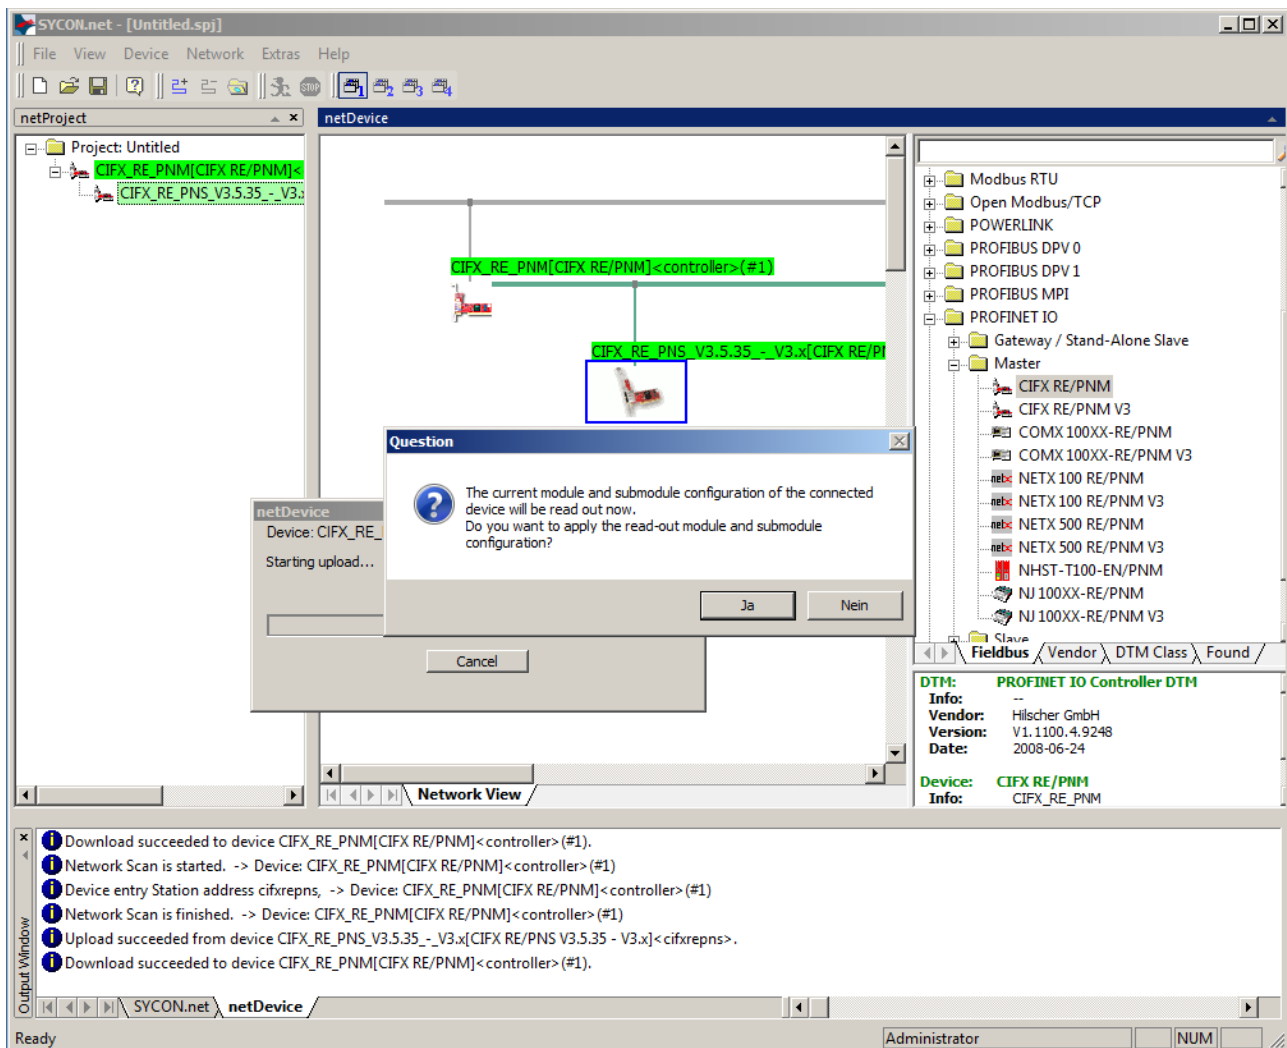 SYCON.net - [Untitled.spj]
File View Device Network Extras Help
netProject
Project: Untitled
CIFX_RE_PNM[CIFX RE/PNM]<
CIFX_RE_PNS_V3.5.35_-_V3.x
netDevice
CIFX_RE_PNM[CIFX RE/PNM]<controller>(#1)
CIFX_RE_PNS_V3.5.35_-_V3.x[CIFX RE/PN
Network View
Modbus RTU
Open Modbus/TCP
POWERLINK
PROFIBUS DPV0
PROFIBUS DPV1
PROFIBUS MPI
PROFINET IO
Gateway / Stand-Alone Slave
Master
CIFX RE/PNM
CIFX RE/PNM V3
COMX 100XX-RE/PNM
COMX 100XX-RE/PNM V3
NETX 100 RE/PNM
NETX 100 RE/PNM V3
NETX 500 RE/PNM
NETX 500 RE/PNM V3
NHST-T100-EN/PNM
NJ 100XX-RE/PNM
NJ 100XX-RE/PNM V3
Slave
Fieldbus Vendor DTM Class Found
DTM: PROFINET IO Controller DTM
Info: --
Vendor: Hilscher GmbH
Version: V1.1100.4.9248
Date: 2008-06-24
Device: CIFX RE/PNM
Info: CIFX_RE_PNM
netDevice
Device: CIFX_RE_
Starting upload...
Cancel
Question
The current module and submodule configuration of the connected
device will be read out now.
Do you want to apply the read-out module and submodule
configuration?
Ja Nein
Output Window
Download succeeded to device CIFX_RE_PNM[CIFX RE/PNM]<controller>(#1).
Network Scan is started. -> Device: CIFX_RE_PNM[CIFX RE/PNM]<controller>(#1)
Device entry Station address cifxrepns, -> Device: CIFX_RE_PNM[CIFX RE/PNM]<controller>(#1)
Network Scan is finished. -> Device: CIFX_RE_PNM[CIFX RE/PNM]<controller>(#1)
Upload succeeded from device CIFX_RE_PNS_V3.5.35_-_V3.x[CIFX RE/PNS V3.5.35 - V3.x]<cifxrepns>.
Download succeeded to device CIFX_RE_PNM[CIFX RE/PNM]<controller>(#1).
SYCON.net netDevice
Ready Administrator NUM